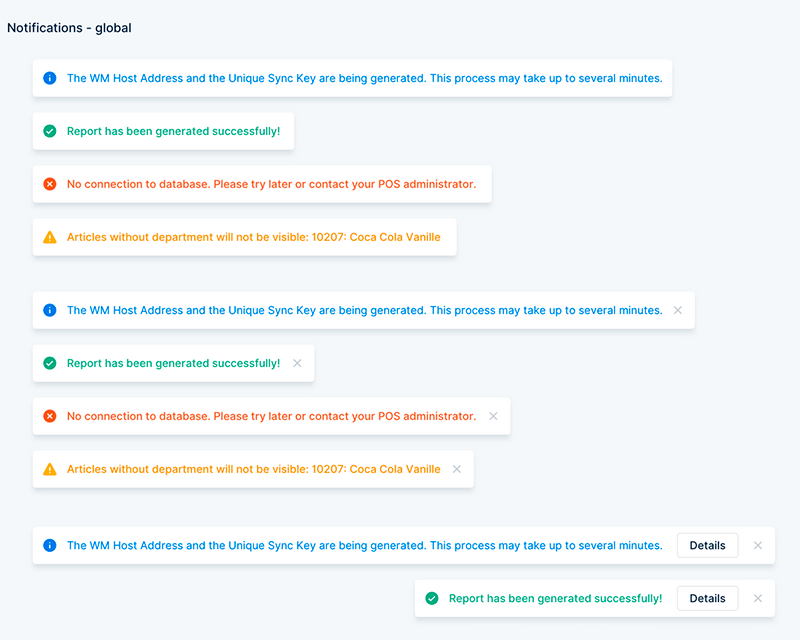 Notifications - global
The WM Host Address and the Unique Sync Key are being generated. This process may take up to several minutes.
Report has been generated successfully!
No connection to database. Please try later or contact your POS administrator.
Articles without department will not be visible: 10207: Coca Cola Vanille
The WM Host Address and the Unique Sync Key are being generated. This process may take up to several minutes.
Report has been generated successfully!
No connection to database. Please try later or contact your POS administrator.
Articles without department will not be visible: 10207: Coca Cola Vanille
The WM Host Address and the Unique Sync Key are being generated. This process may take up to several minutes. Details
Report has been generated successfully! Details